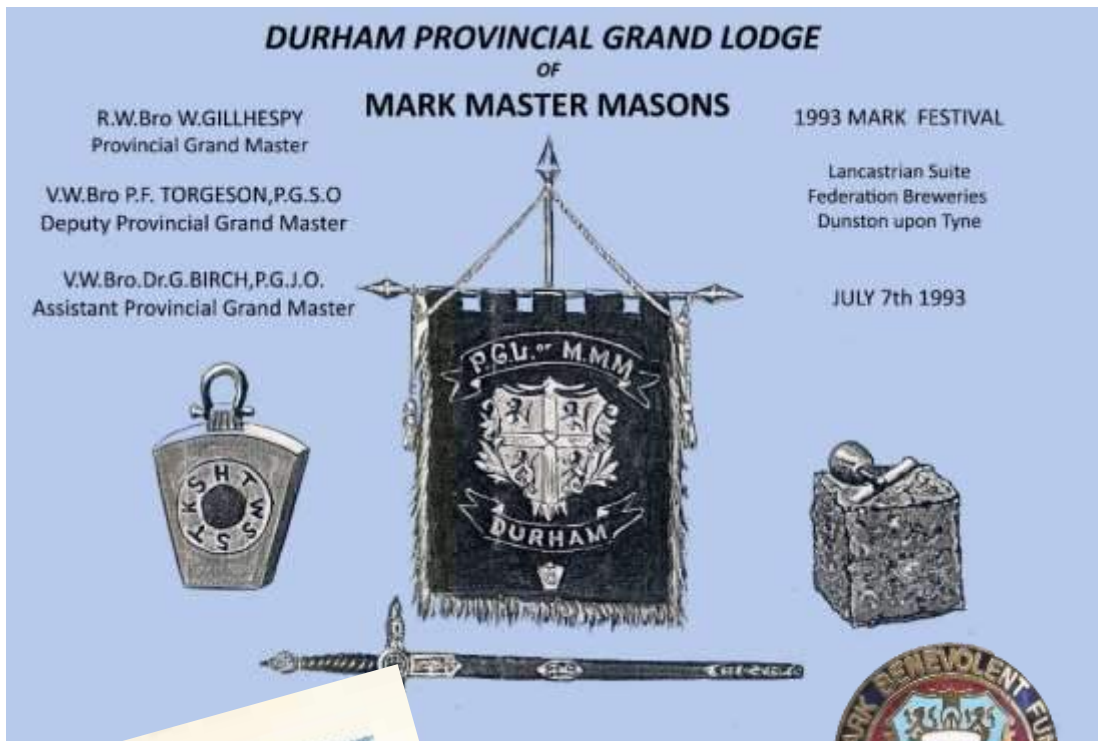 DURHAM PROVINCIAL GRAND LODGE
OF
MARK MASTER MASONS
R.W.Bro W.GILLHESPY
Provincial Grand Master
V.W.Bro P.F. TORGESON,P.G.S.O
Deputy Provincial Grand Master
V.W.Bro.Dr.G.BIRCH,P.G.J.O.
Assistant Provincial Grand Master
1993 MARK FESTIVAL
Lancastrian Suite
Federation Breweries
Dunston upon Tyne
JULY 7th 1993
P.G.L. OF M.M.M
DURHAM
H T W S S T K S
BENEVOLENT